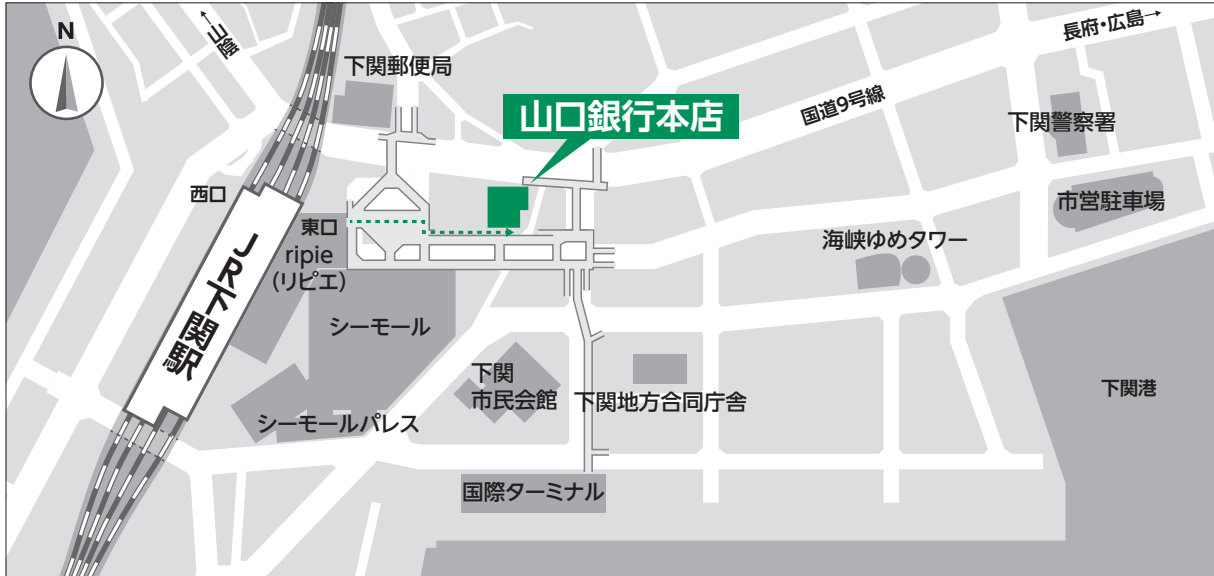 N
←山陰
長府・広島→
下関郵便局
山口銀行本店
国道9号線
下関警察署
西口
東口
市営駐車場
ripie
(リピエ)
海峡ゆめタワー
JR下関駅
シーモール
下関
市民会館
下関地方合同庁舎
下関港
シーモールパレス
国際ターミナル